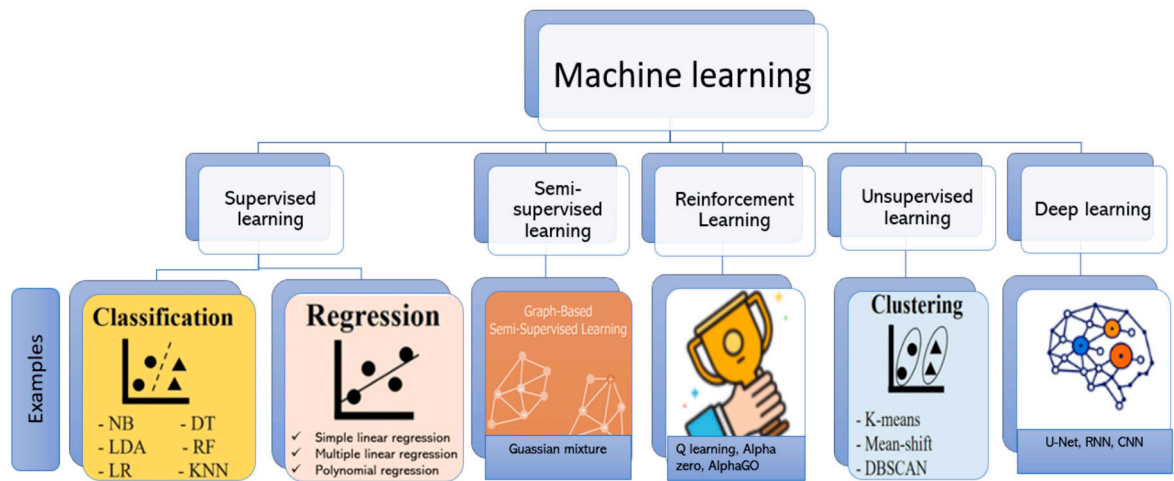 Machine learning
Supervised
learning
Semi-
supervised
learning
Reinforcement
Learning
Unsupervised
learning
Deep learning
Examples
Classification
- NB
- DT
- LDA
- RF
- LR
- KNN
Regression
✓ Simple linear regression
✓ Multiple linear regression
✓ Polynomial regression
Graph-Based
Semi-Supervised Learning
Guassian mixture
Q learning, Alpha
zero, AlphaGO
Clustering
- K-means
- Mean-shift
- DBSCAN
U-Net, RNN, CNN